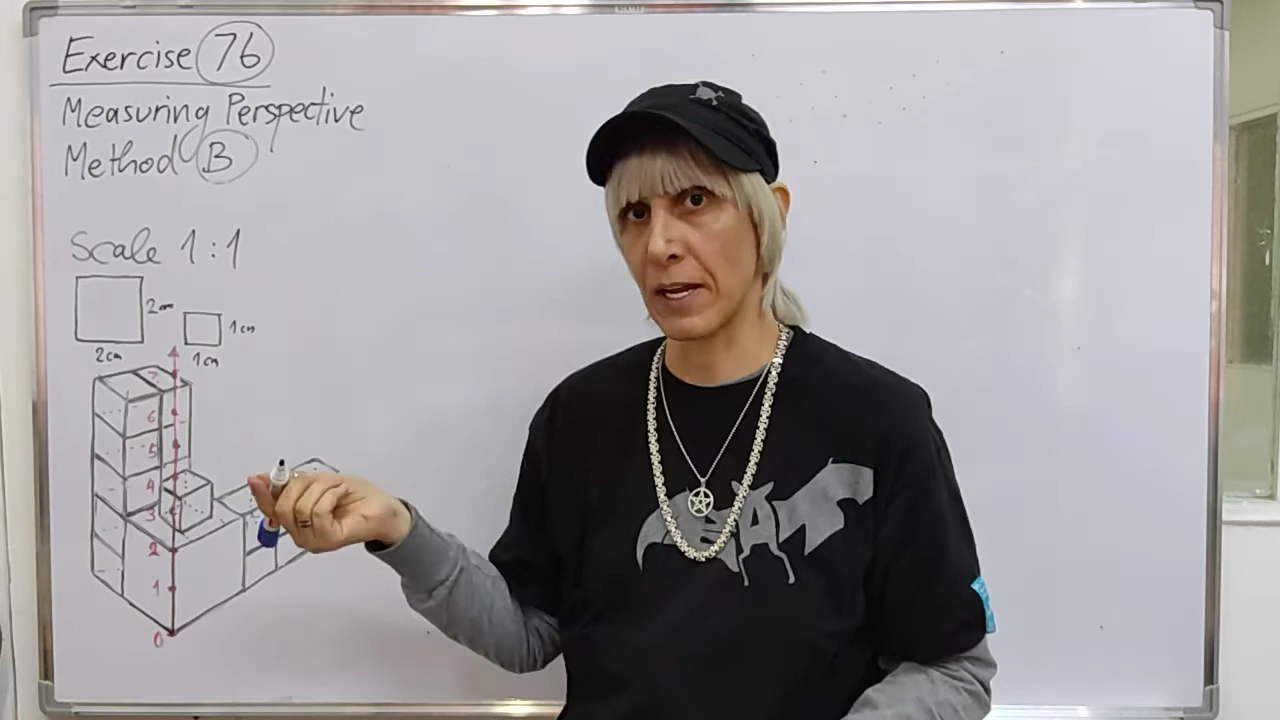 Exercise 76
Measuring Perspective
Method B
Scale 1:1
2cm
1cm
2cm
1cm
7
6
5
4
3
2
1
0